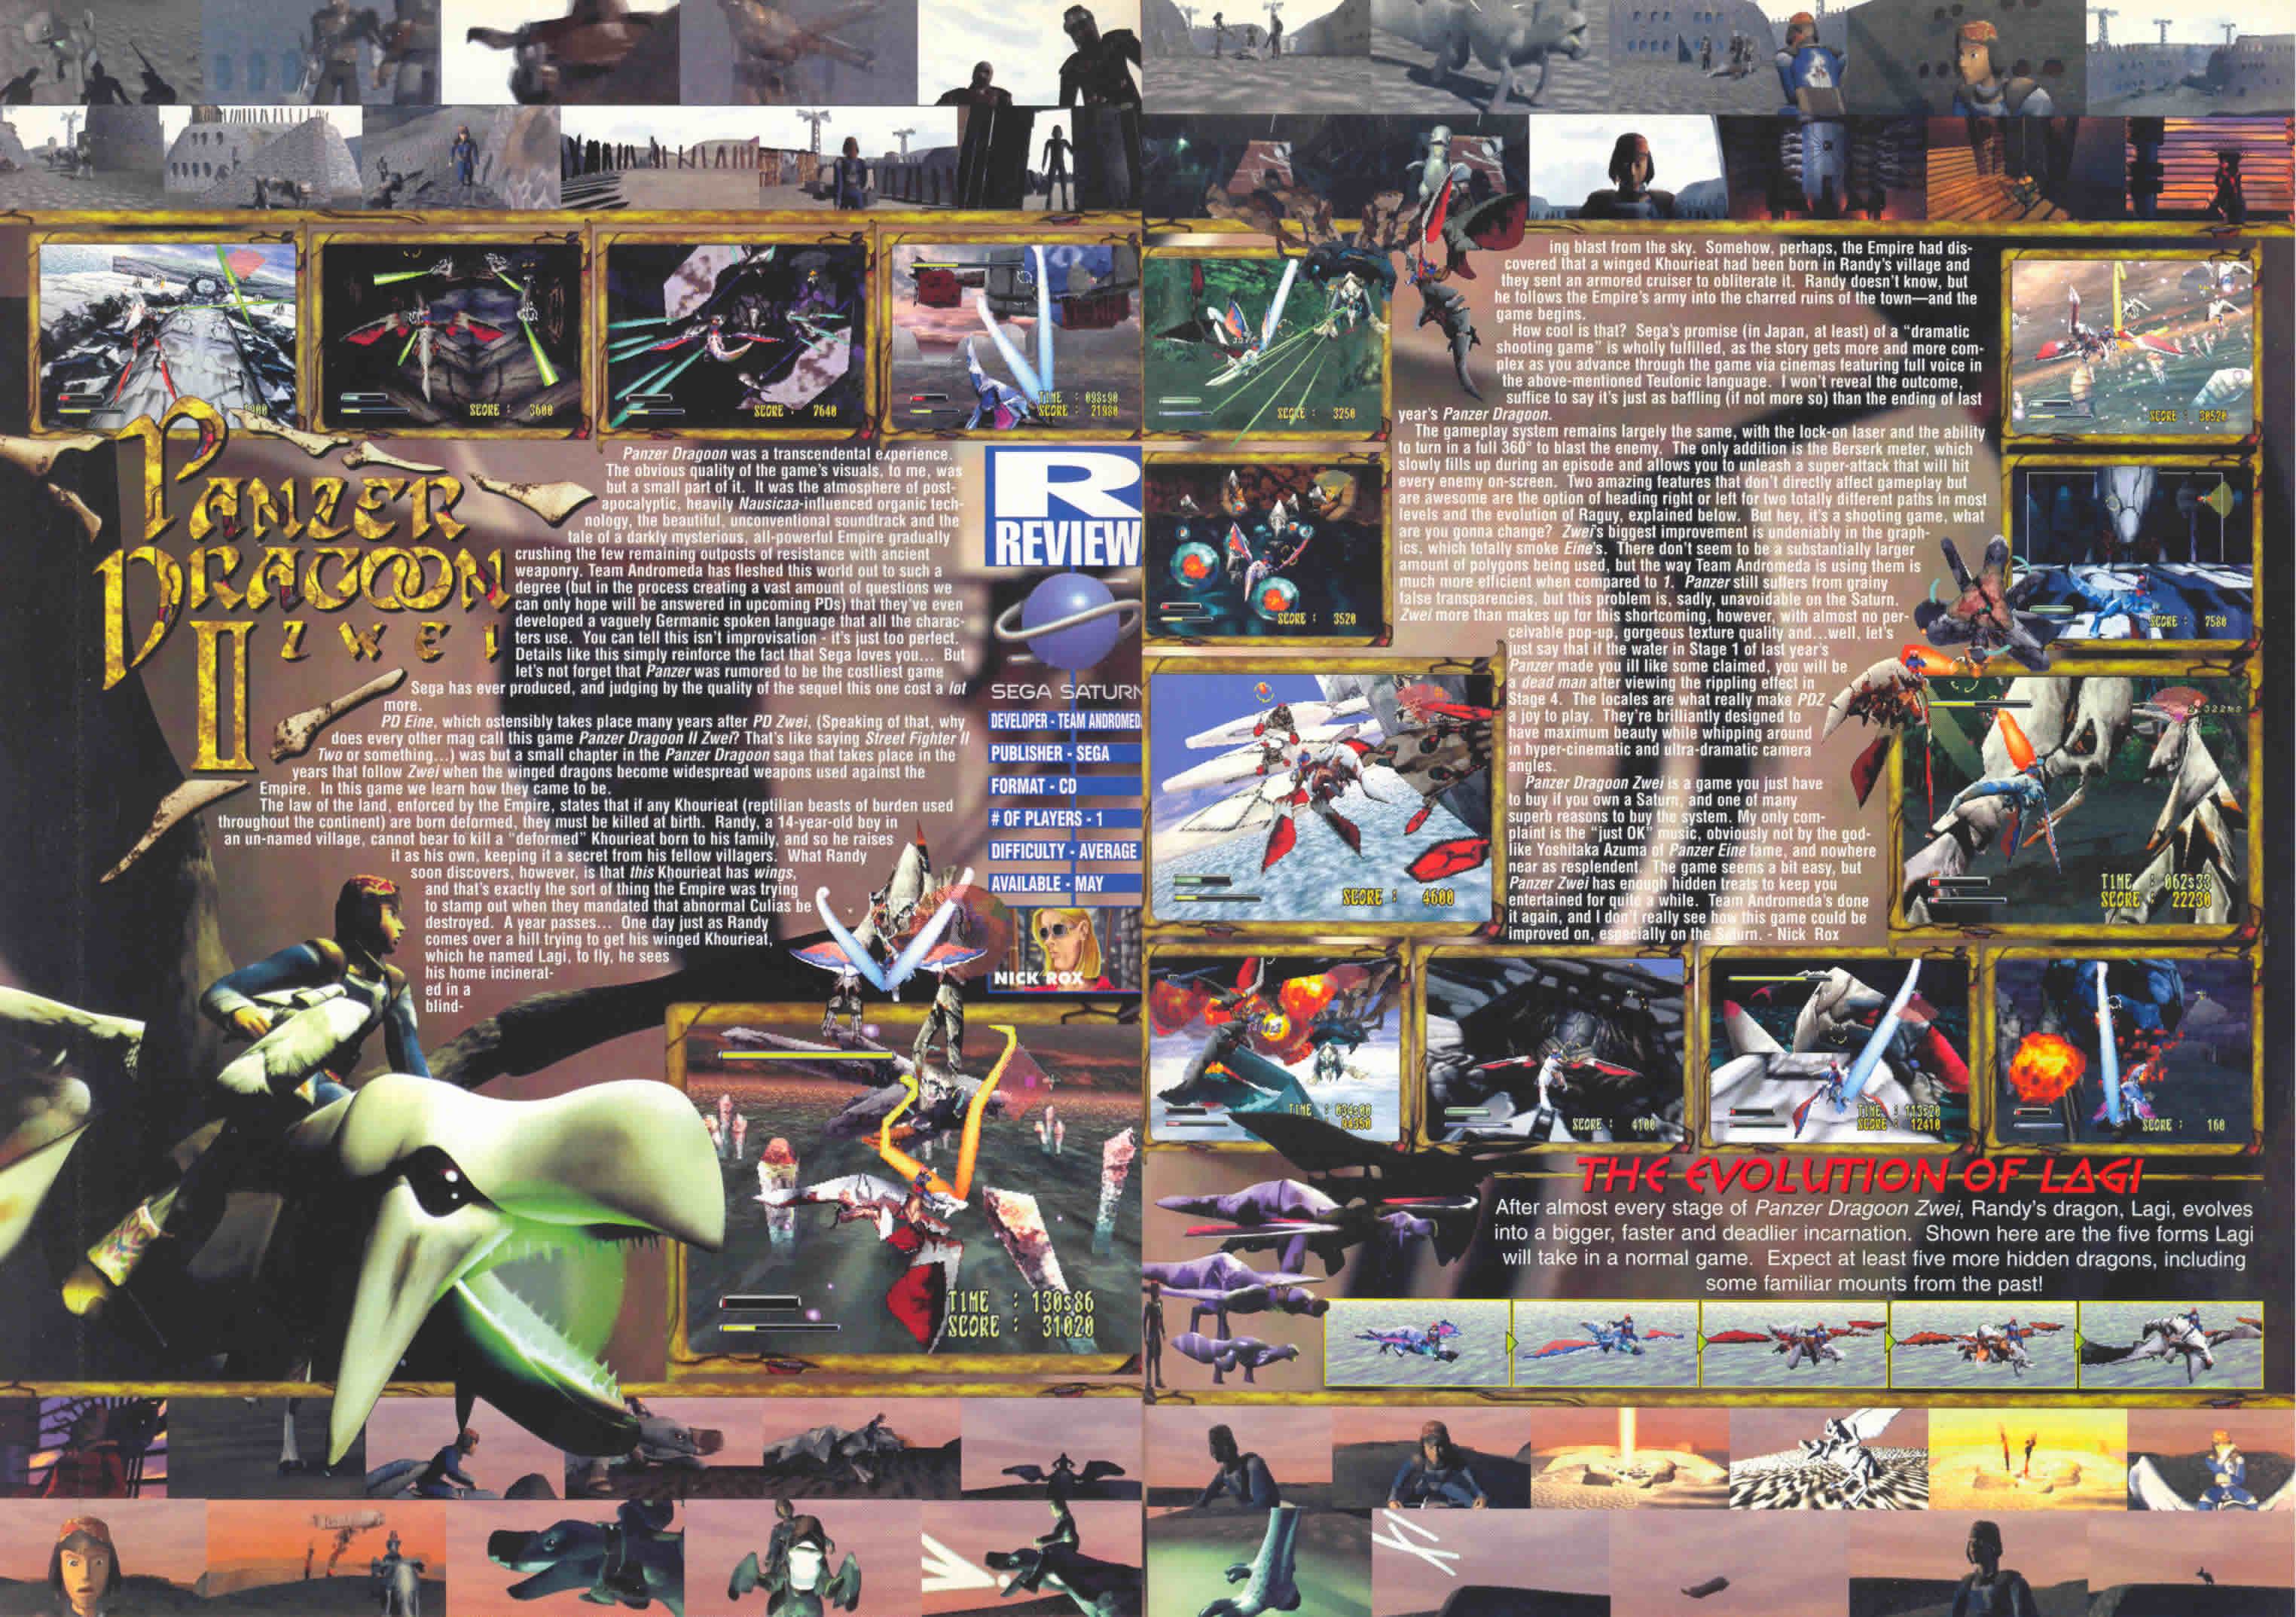 SCORE : 3600
SCORE : 7640
TIME : 098s90
SCORE : 21980
PANZER
DRAGOON
II ZWEI
Panzer Dragoon was a transcendental experience.
The obvious quality of the game's visuals, to me, was
but a small part of it. It was the atmosphere of post-
apocalyptic, heavily Nausicaa-influenced organic tech-
nology, the beautiful, unconventional soundtrack and the
tale of a darkly mysterious, all-powerful Empire gradually
crushing the few remaining outposts of resistance with ancient
weaponry. Team Andromeda has fleshed this world out to such a
degree (but in the process creating a vast amount of questions we
can only hope will be answered in upcoming PDs) that they've even
developed a vaguely Germanic spoken language that all the charac-
ters use. You can tell this isn't improvisation - it's just too perfect.
Details like this simply reinforce the fact that Sega loves you... But
let's not forget that Panzer was rumored to be the costliest game
Sega has ever produced, and judging by the quality of the sequel this one cost a lot
more.
PD Eine, which ostensibly takes place many years after PD Zwei, (Speaking of that, why
does every other mag call this game Panzer Dragoon II Zwei? That's like saying Street Fighter II
Two or something...) was but a small chapter in the Panzer Dragoon saga that takes place in the
years that follow Zwei when the winged dragons become widespread weapons used against the
Empire. In this game we learn how they came to be.
The law of the land, enforced by the Empire, states that if any Khourieat (reptilian beasts of burden used
throughout the continent) are born deformed, they must be killed at birth. Randy, a 14-year-old boy in
an un-named village, cannot bear to kill a "deformed" Khourieat born to his family, and so he raises
it as his own, keeping it a secret from his fellow villagers. What Randy
soon discovers, however, is that this Khourieat has wings,
and that's exactly the sort of thing the Empire was trying
to stamp out when they mandated that abnormal Culias be
destroyed. A year passes... One day just as Randy
comes over a hill trying to get his winged Khourieat,
which he named Lagi, to fly, he sees
his home incinerat-
ed in a
blind-
R
REVIEW
SEGA SATURN
DEVELOPER - TEAM ANDROMED
PUBLISHER - SEGA
FORMAT - CD
# OF PLAYERS - 1
DIFFICULTY - AVERAGE
AVAILABLE - MAY
NICK ROX
TIME : 130s86
SCORE : 31020
ing blast from the sky. Somehow, perhaps, the Empire had dis-
covered that a winged Khourieat had been born in Randy's village and
they sent an armored cruiser to obliterate it. Randy doesn't know, but
he follows the Empire's army into the charred ruins of the town—and the
game begins.
How cool is that? Sega's promise (in Japan, at least) of a "dramatic
shooting game" is wholly fulfilled, as the story gets more and more com-
plex as you advance through the game via cinemas featuring full voice in
the above-mentioned Teutonic language. I won't reveal the outcome,
suffice to say it's just as baffling (if not more so) than the ending of last
year's Panzer Dragoon.
The gameplay system remains largely the same, with the lock-on laser and the ability
to turn in a full 360° to blast the enemy. The only addition is the Berserk meter, which
slowly fills up during an episode and allows you to unleash a super-attack that will hit
every enemy on-screen. Two amazing features that don't directly affect gameplay but
are awesome are the option of heading right or left for two totally different paths in most
levels and the evolution of Raguy, explained below. But hey, it's a shooting game, what
are you gonna change? Zwei's biggest improvement is undeniably in the graph-
ics, which totally smoke Eine's. There don't seem to be a substantially larger
amount of polygons being used, but the way Team Andromeda is using them is
much more efficient when compared to 1. Panzer still suffers from grainy
false transparencies, but this problem is, sadly, unavoidable on the Saturn.
Zwei more than makes up for this shortcoming, however, with almost no per-
ceivable pop-up, gorgeous texture quality and...well, let's
just say that if the water in Stage 1 of last year's
Panzer made you ill like some claimed, you will be
a dead man after viewing the rippling effect in
Stage 4. The locales are what really make PDZ
a joy to play. They're brilliantly designed to
have maximum beauty while whipping around
in hyper-cinematic and ultra-dramatic camera
angles.
Panzer Dragoon Zwei is a game you just have
to buy if you own a Saturn, and one of many
superb reasons to buy the system. My only com-
plaint is the "just OK" music, obviously not by the god-
like Yoshitaka Azuma of Panzer Eine fame, and nowhere
near as resplendent. The game seems a bit easy, but
Panzer Zwei has enough hidden treats to keep you
entertained for quite a while. Team Andromeda's done
it again, and I don't really see how this game could be
improved on, especially on the Saturn. - Nick Rox
SCORE : 3250
SCORE : 30520
SCORE : 3520
SCORE : 7580
SCORE : 4600
TIME : 062s33
SCORE : 22230
TIME : 034s00
04350
SCORE : 4100
TIME : 113s20
SCORE : 12410
SCORE : 160
THE EVOLUTION OF LAGI
After almost every stage of Panzer Dragoon Zwei, Randy's dragon, Lagi, evolves
into a bigger, faster and deadlier incarnation. Shown here are the five forms Lagi
will take in a normal game. Expect at least five more hidden dragons, including
some familiar mounts from the past!